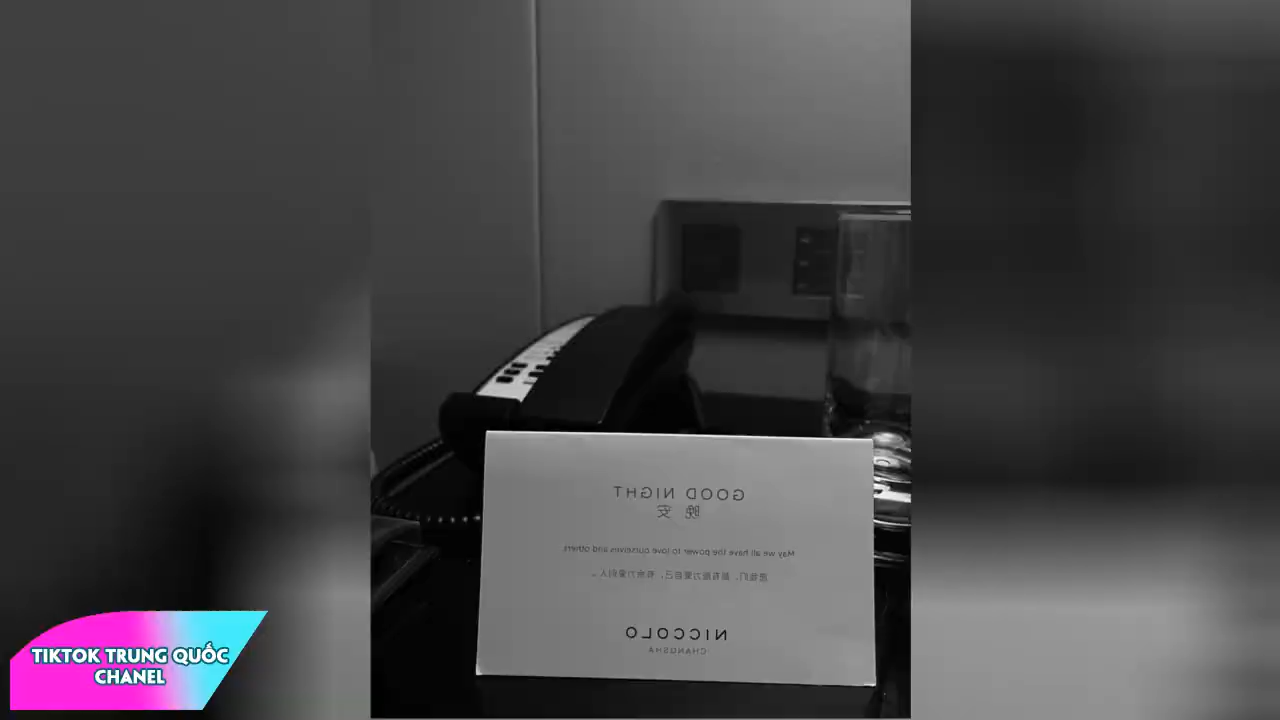 GOOD NIGHT
晚 安
May we all have the power to love ourselves and others
愿我们，都有能力爱自己，有余力爱别人。
NICCOLO
CHANGSHA
TIKTOK TRUNG QUỐC
CHANEL